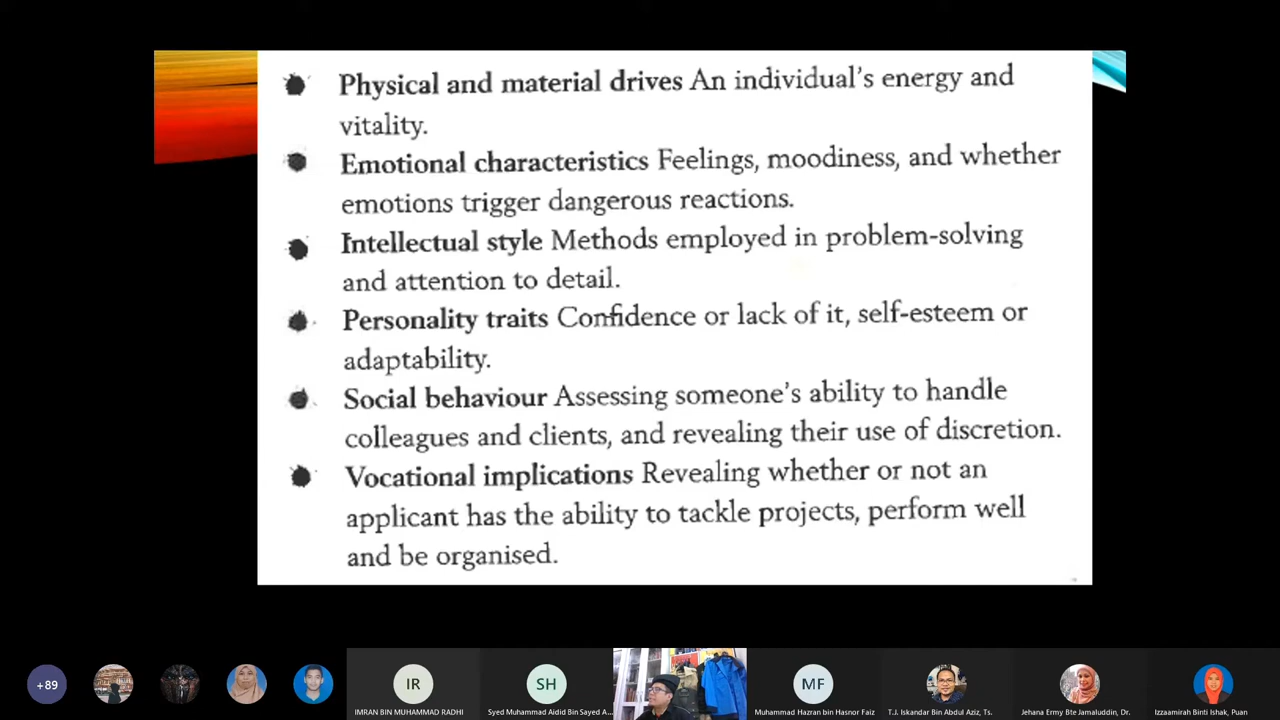 Physical and material drives An individual's energy and
vitality.
Emotional characteristics Feelings, moodiness, and whether
emotions trigger dangerous reactions.
Intellectual style Methods employed in problem-solving
and attention to detail.
Personality traits Confidence or lack of it, self-esteem or
adaptability.
Social behaviour Assessing someone's ability to handle
colleagues and clients, and revealing their use of discretion.
Vocational implications Revealing whether or not an
applicant has the ability to tackle projects, perform well
and be organised.
+89
IR
SH
MF
IMRAN BIN MUHAMMAD RADHI
Syed Muhammad Aidid Bin Sayed A...
Muhammad Hazran bin Hasnor Faiz
T.J. Iskandar Bin Abdul Aziz, Ts.
Jehana Ermy Bte Jamaluddin, Dr.
Izzaamirah Binti Ishak, Puan